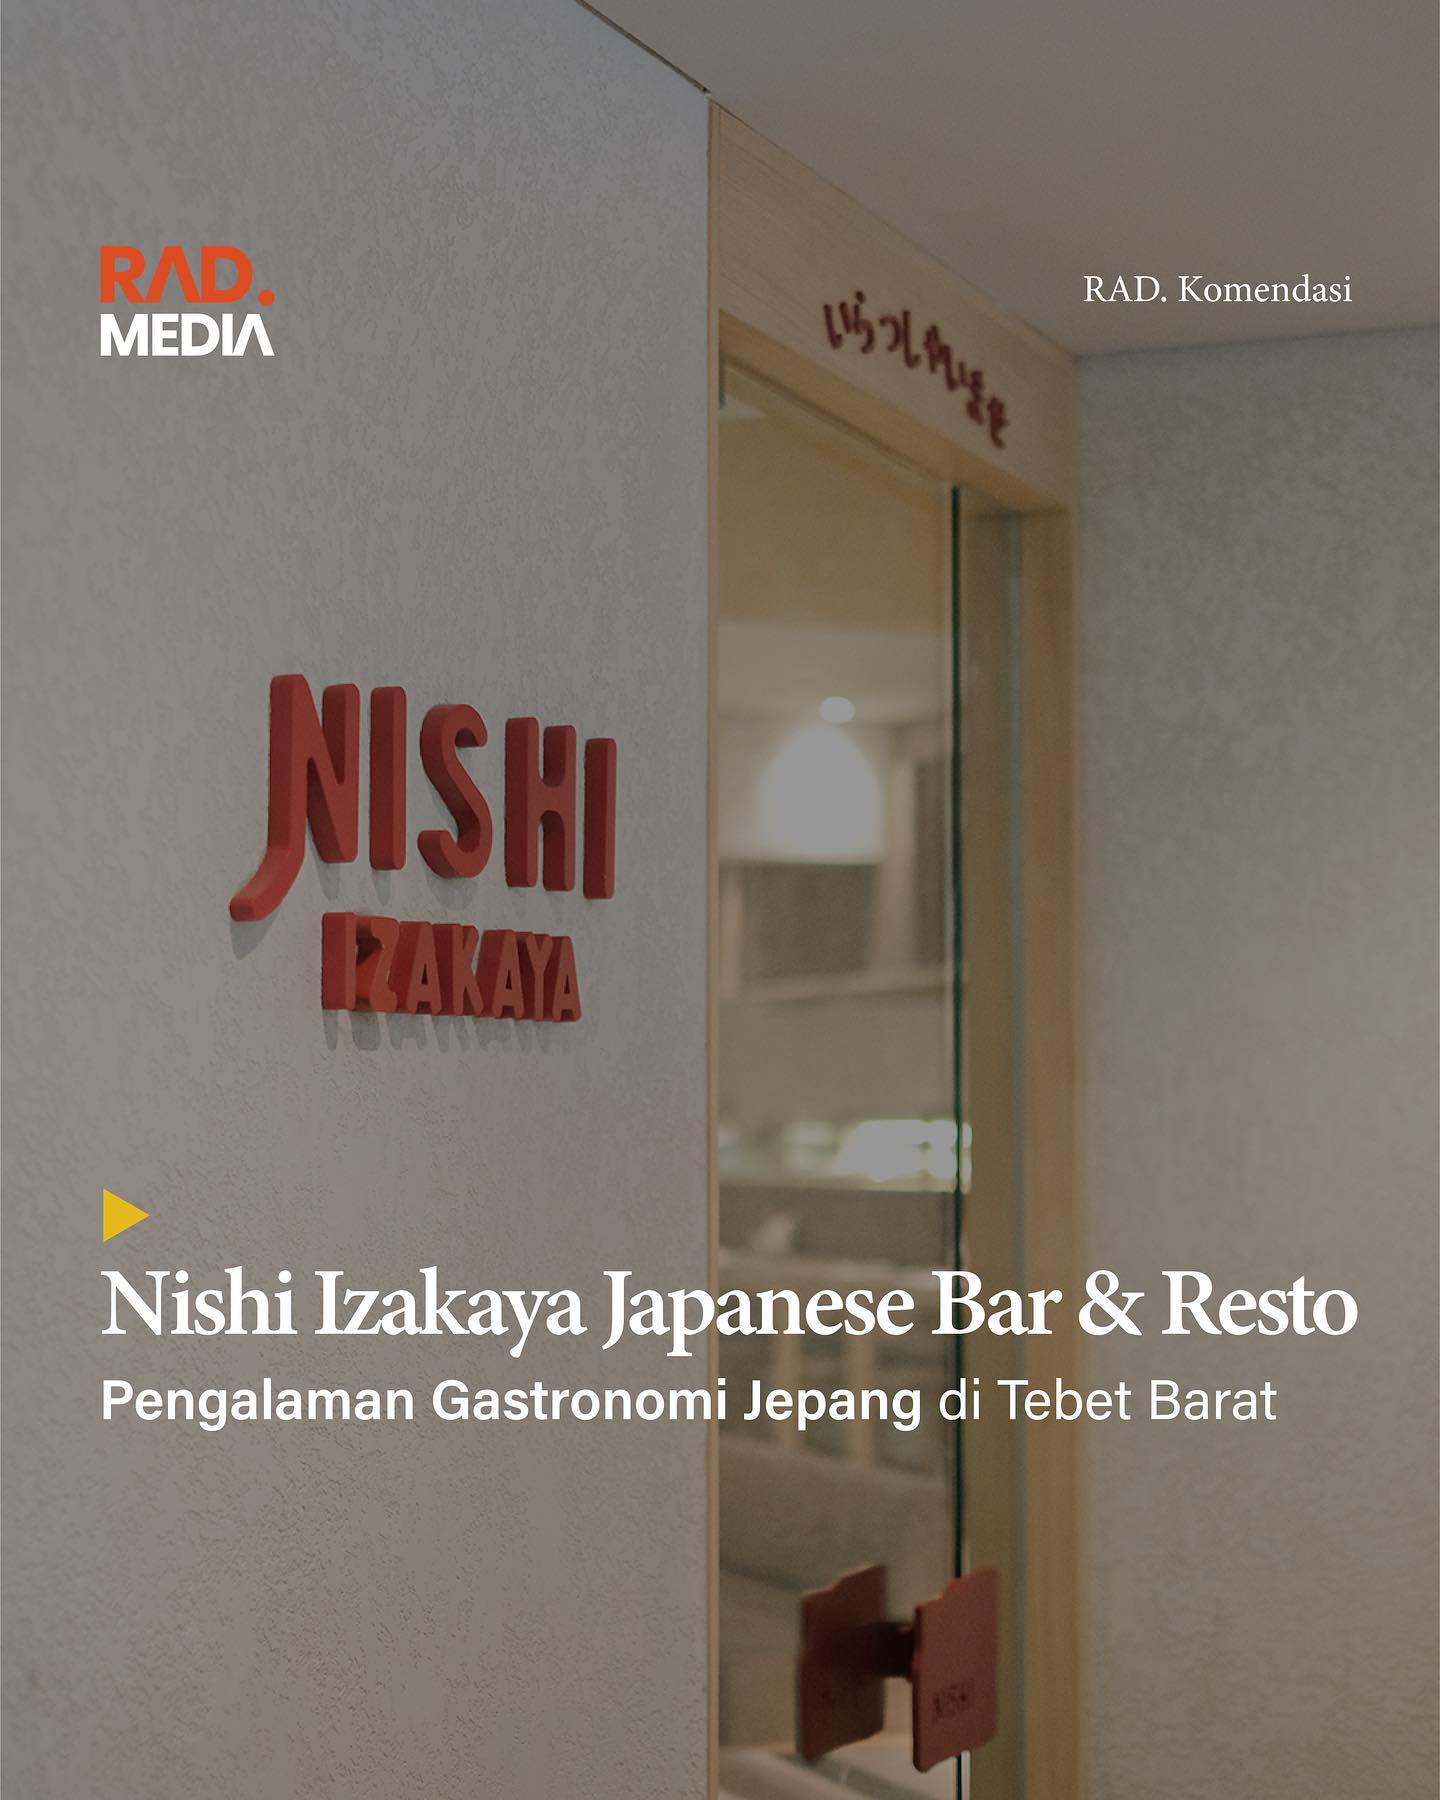 RAD.
MEDIA
RAD. Komendasi
いらっしゃいませ
NISHI
IZAKAYA
Nishi Izakaya Japanese Bar & Resto
Pengalaman Gastronomi Jepang di Tebet Barat
NISHI